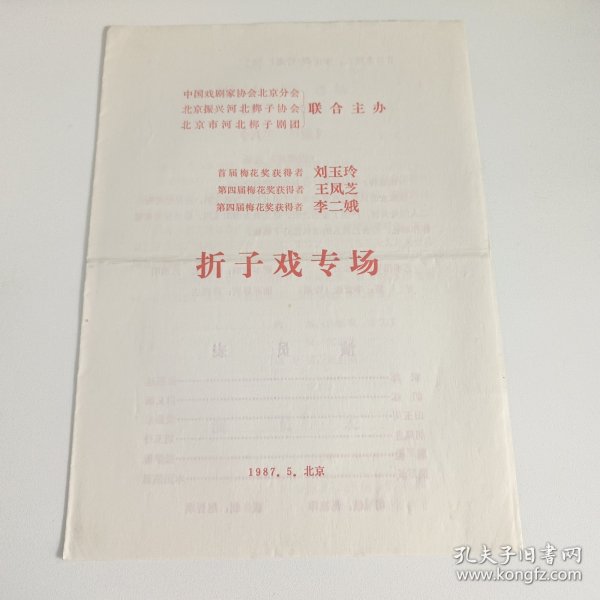 中国戏剧家协会北京分会
北京振兴河北梆子协会 联合主办
北京市河北梆子剧团
首届梅花奖获得者 刘玉玲
第四届梅花奖获得者 王凤芝
第四届梅花奖获得者 李二娥
折子戏专场
1987.5.北京
孔夫子旧书网
www.kongfz.com